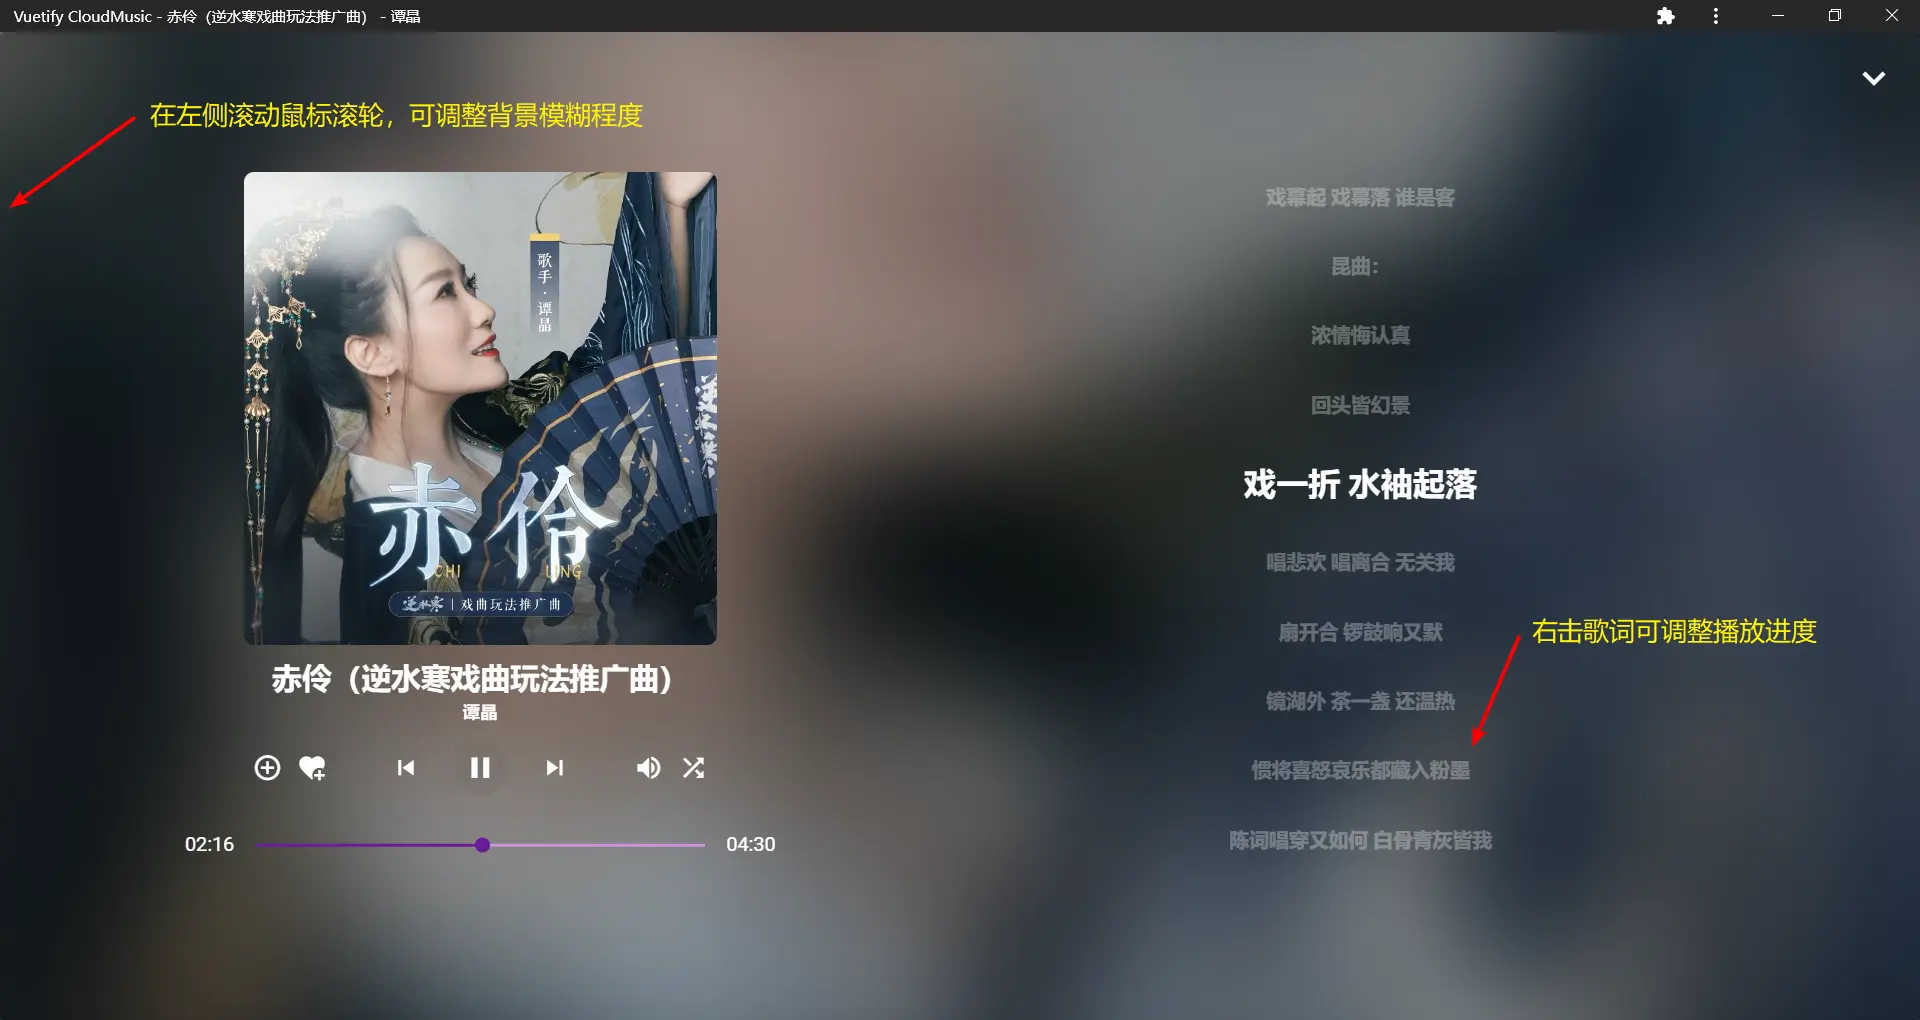 Vuetify CloudMusic - 赤伶（逆水寒戏曲玩法推广曲） - 谭晶
在左侧滚动鼠标滚轮，可调整背景模糊程度
歌手·谭晶
逆水寒
赤伶
CHI LING
逆水寒 | 戏曲玩法推广曲
赤伶（逆水寒戏曲玩法推广曲）
谭晶
02:16
04:30
戏幕起 戏幕落 谁是客
昆曲：
浓情悔认真
回头皆幻景
戏一折 水袖起落
唱悲欢 唱离合 无关我
扇开合 锣鼓响又默
右击歌词可调整播放进度
镜湖外 茶一盏 还温热
惯将喜怒哀乐都藏入粉墨
陈词唱穿又如何 白骨青灰皆我